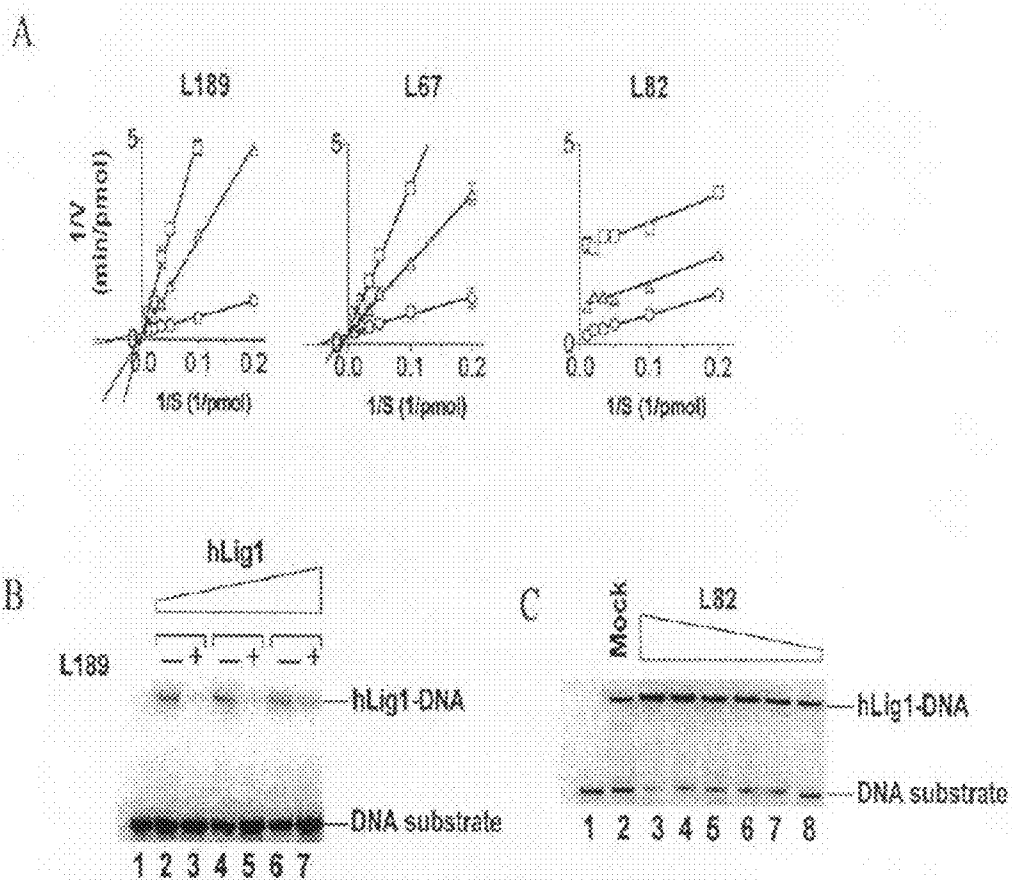 A
L189 L67 L82
1/V
(min/pmol)
5 5 5
0 0 0
0.0 0.1 0.2 0.0 0.1 0.2 0.0 0.1 0.2
1/S (1/pmol) 1/S (1/pmol) 1/S (1/pmol)
B
hLig1
L189
— + — + — +
hLig1-DNA
DNA substrate
1 2 3 4 5 6 7
C
Mock
L82
hLig1-DNA
DNA substrate
1 2 3 4 5 6 7 8